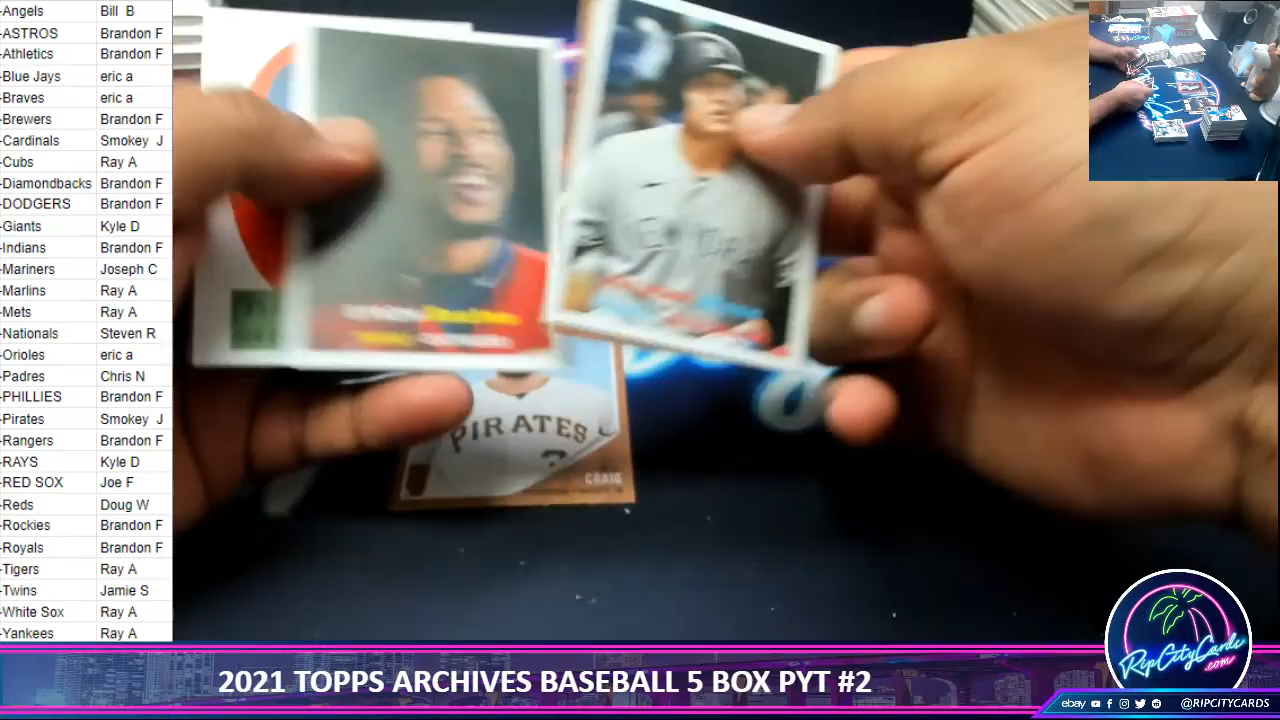 -Angels Bill B
-ASTROS Brandon F
-Athletics Brandon F
-Blue Jays eric a
-Braves eric a
-Brewers Brandon F
-Cardinals Smokey J
-Cubs Ray A
-Diamondbacks Brandon F
-DODGERS Brandon F
-Giants Kyle D
-Indians Brandon F
-Mariners Joseph C
-Marlins Ray A
-Mets Ray A
-Nationals Steven R
-Orioles eric a
-Padres Chris N
-PHILLIES Brandon F
-Pirates Smokey J
-Rangers Brandon F
-RAYS Kyle D
-RED SOX Joe F
-Reds Doug W
-Rockies Brandon F
-Royals Brandon F
-Tigers Ray A
-Twins Jamie S
-White Sox Ray A
-Yankees Ray A
PIRATES
CRAIG
RipCityCards
.com
2021 TOPPS ARCHIVES BASEBALL 5 BOX PYT #2
ebay @RIPCITYCARDS